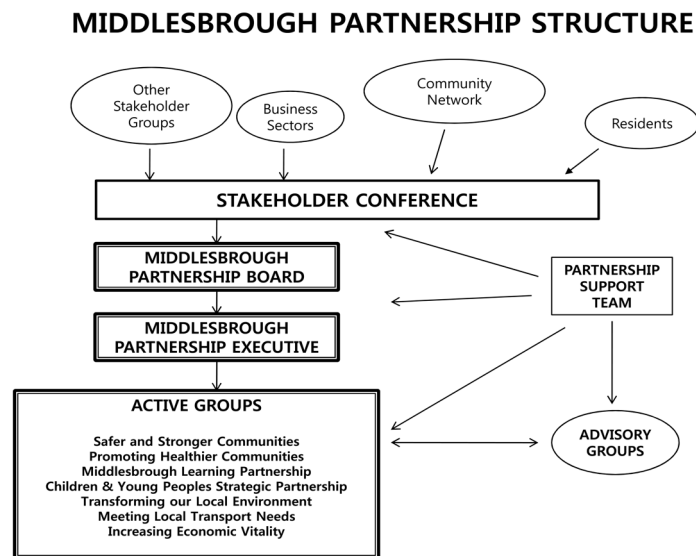 MIDDLESBROUGH PARTNERSHIP STRUCTURE
Other
Stakeholder
Groups
Business
Sectors
Community
Network
Residents
STAKEHOLDER CONFERENCE
MIDDLESBROUGH
PARTNERSHIP BOARD
PARTNERSHIP
SUPPORT
TEAM
MIDDLESBROUGH
PARTNERSHIP EXECUTIVE
ACTIVE GROUPS
Safer and Stronger Communities
Promoting Healthier Communities
Middlesbrough Learning Partnership
Children & Young Peoples Strategic Partnership
Transforming our Local Environment
Meeting Local Transport Needs
Increasing Economic Vitality
ADVISORY
GROUPS